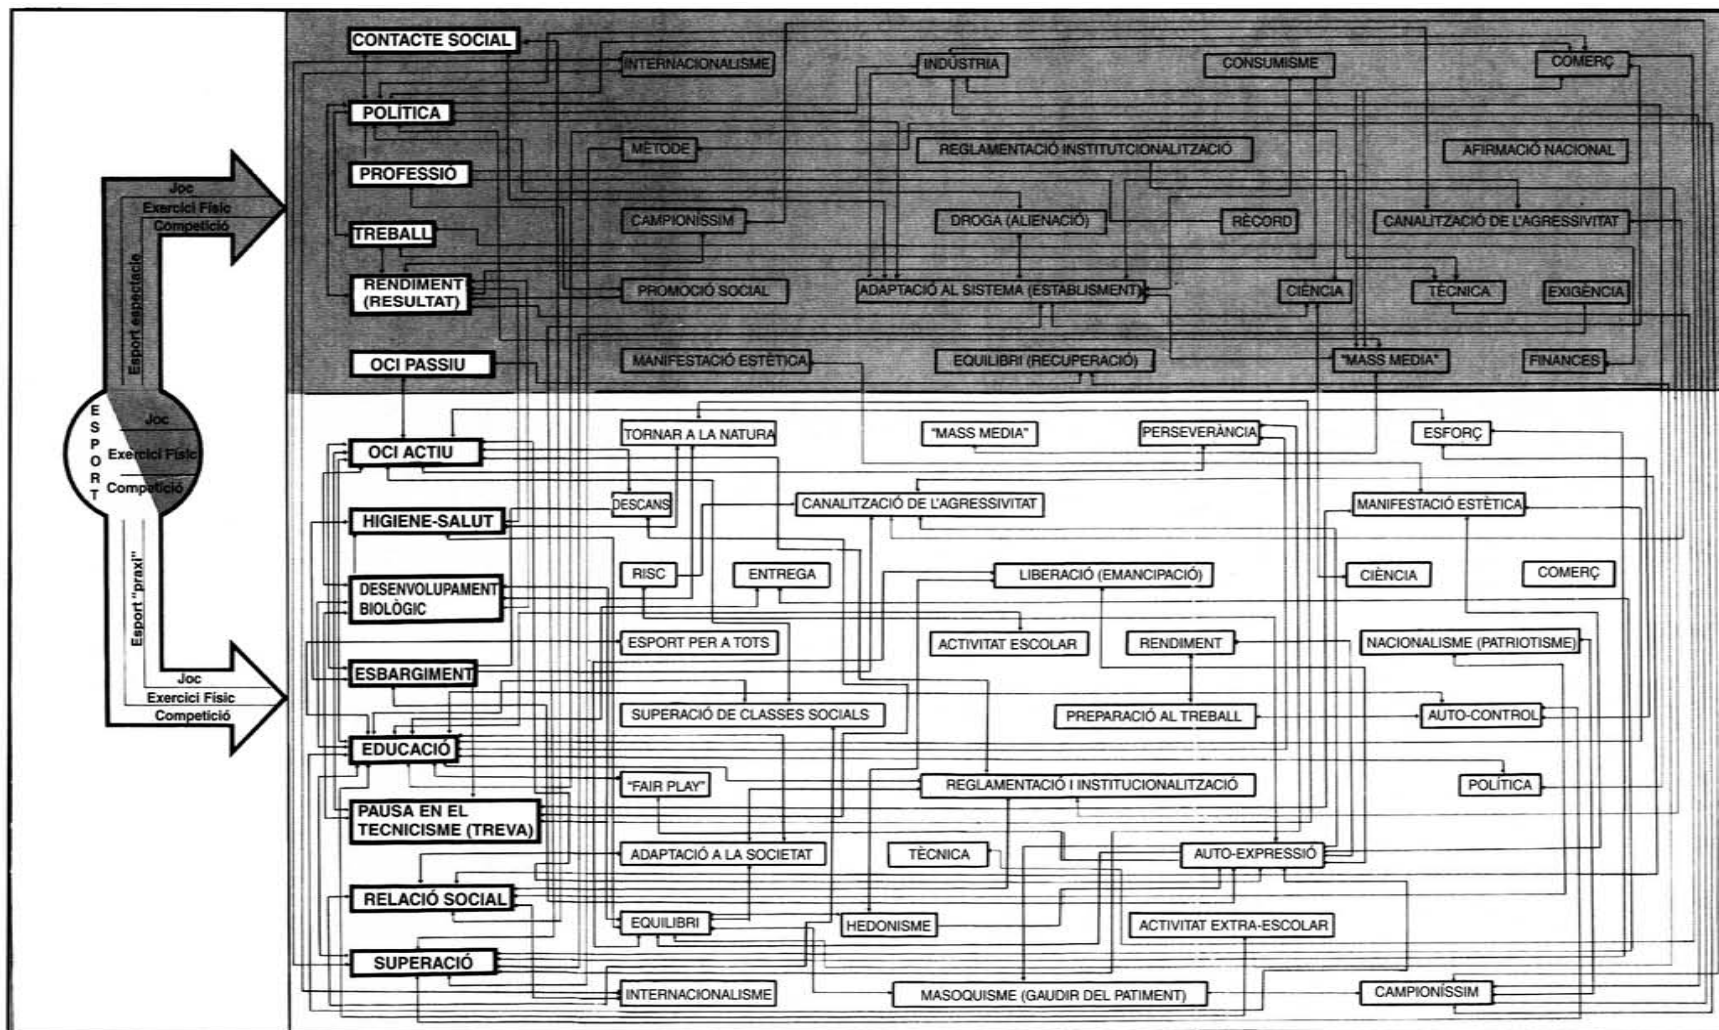 CONTACTE SOCIAL
INTERNACIONALISME
INDÚSTRIA
CONSUMISME
COMERÇ
POLÍTICA
MÈTODE
REGLAMENTACIÓ INSTITUTCIONALITZACIÓ
AFIRMACIÓ NACIONAL
PROFESSIÓ
Joc
Exercici Físic
Competició
Esport espectacle
CAMPIONÍSSIM
DROGA (ALIENACIÓ)
RÈCORD
CANALITZACIÓ DE L'AGRESSIVITAT
TREBALL
RENDIMENT
(RESULTAT)
PROMOCIÓ SOCIAL
ADAPTACIÓ AL SISTEMA (ESTABLISMENT)
CIÈNCIA
TÈCNICA
EXIGÈNCIA
OCI PASSIU
MANIFESTACIÓ ESTÈTICA
EQUILIBRI (RECUPERACIÓ)
"MASS MEDIA"
FINANCES
ESPORT
Joc
Exercici Físic
Competició
OCI ACTIU
TORNAR A LA NATURA
"MASS MEDIA"
PERSEVERÀNCIA
ESFORÇ
HIGIENE-SALUT
DESCANS
CANALITZACIÓ DE L'AGRESSIVITAT
MANIFESTACIÓ ESTÈTICA
Esport "praxi"
DESENVOLUPAMENT
BIOLÒGIC
RISC
ENTREGA
LIBERACIÓ (EMANCIPACIÓ)
CIÈNCIA
COMERÇ
ESPORT PER A TOTS
ACTIVITAT ESCOLAR
RENDIMENT
NACIONALISME (PATRIOTISME)
ESBARGIMENT
Joc
Exercici Físic
Competició
SUPERACIÓ DE CLASSES SOCIALS
PREPARACIÓ AL TREBALL
AUTO-CONTROL
EDUCACIÓ
"FAIR PLAY"
REGLAMENTACIÓ I INSTITUCIONALITZACIÓ
POLÍTICA
PAUSA EN EL
TECNICISME (TREVA)
ADAPTACIÓ A LA SOCIETAT
TÈCNICA
AUTO-EXPRESSIÓ
RELACIÓ SOCIAL
EQUILIBRI
HEDONISME
ACTIVITAT EXTRA-ESCOLAR
SUPERACIÓ
INTERNACIONALISME
MASOQUISME (GAUDIR DEL PATIMENT)
CAMPIONÍSSIM